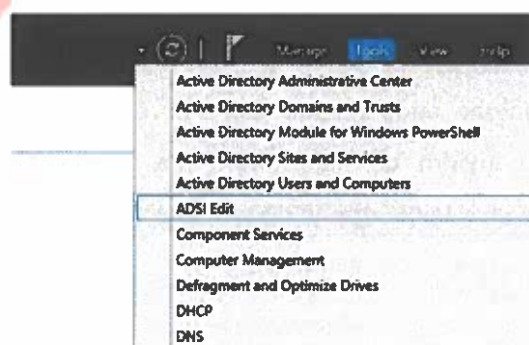 Manage Tools View Help
Active Directory Administrative Center
Active Directory Domains and Trusts
Active Directory Module for Windows PowerShell
Active Directory Sites and Services
Active Directory Users and Computers
ADSI Edit
Component Services
Computer Management
Defragment and Optimize Drives
DHCP
DNS